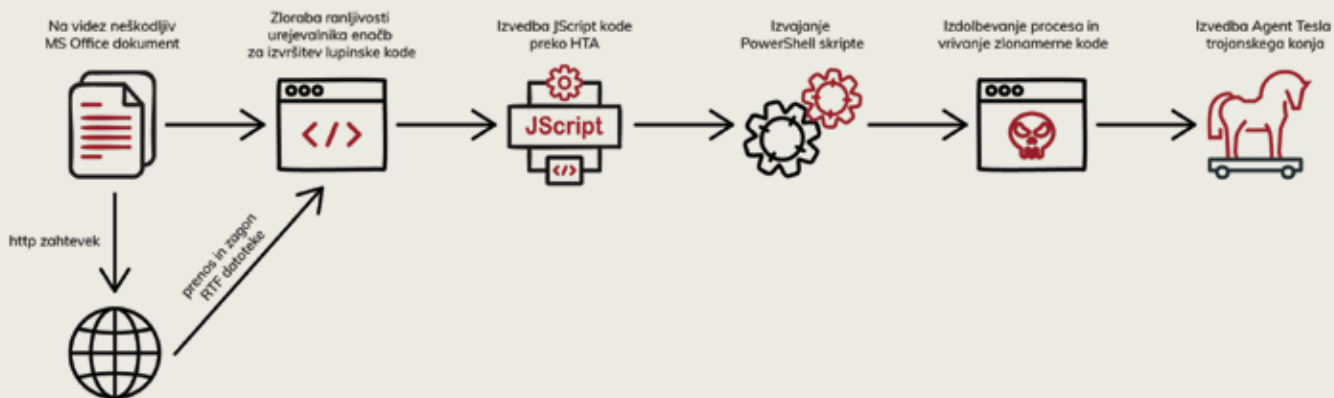 Na videz neškodljiv
MS Office dokument
Zloraba ranljivosti
urejevalnika enačb
za izvršitev lupinske kode
Izvedba JScript kode
preko HTA
Izvajanje
PowerShell skripte
Izdolbevanje procesa in
vrivanje zlonamerne kode
Izvedba Agent Tesla
trojanskega konja
</>
JScript
</>
http zahtevek
prenos in zagon
RTF datoteke